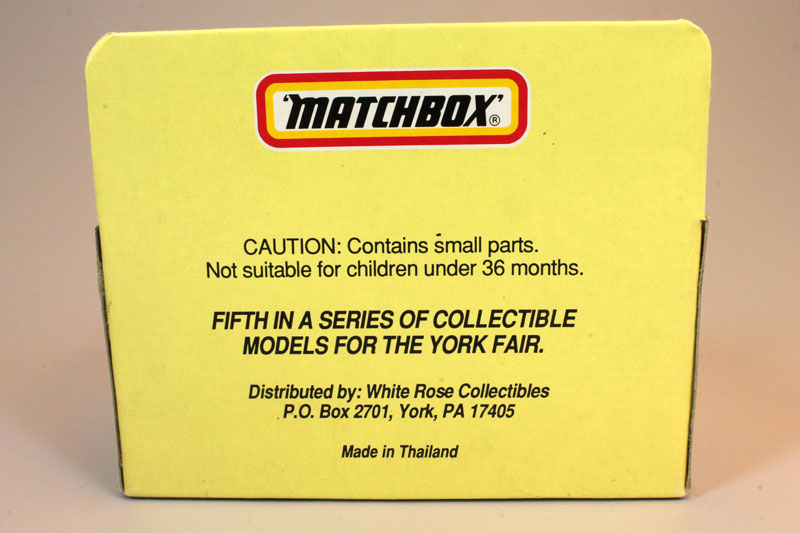 'MATCHBOX'®
CAUTION: Contains small parts.
Not suitable for children under 36 months.
FIFTH IN A SERIES OF COLLECTIBLE
MODELS FOR THE YORK FAIR.
Distributed by: White Rose Collectibles
P.O. Box 2701, York, PA 17405
Made in Thailand